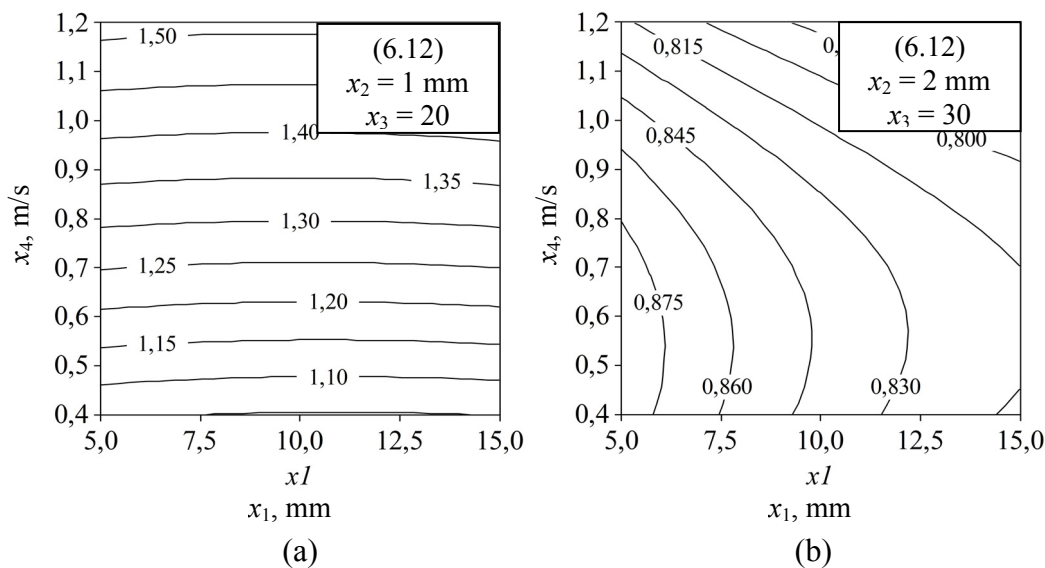 1,2
1,1
1,0
0,9
0,8
0,7
0,6
0,5
0,4
x₄, m/s
1,50
1,40
1,35
1,30
1,25
1,20
1,15
1,10
(6.12)
x₂ = 1 mm
x₃ = 20
5,0 7,5 10,0 12,5 15,0
x1
x₁, mm
(a)
1,2
1,1
1,0
0,9
0,8
0,7
0,6
0,5
0,4
x₄, m/s
0,815
0,845
0,800
0,875
0,860
0,830
(6.12)
x₂ = 2 mm
x₃ = 30
5,0 7,5 10,0 12,5 15,0
x1
x₁, mm
(b)